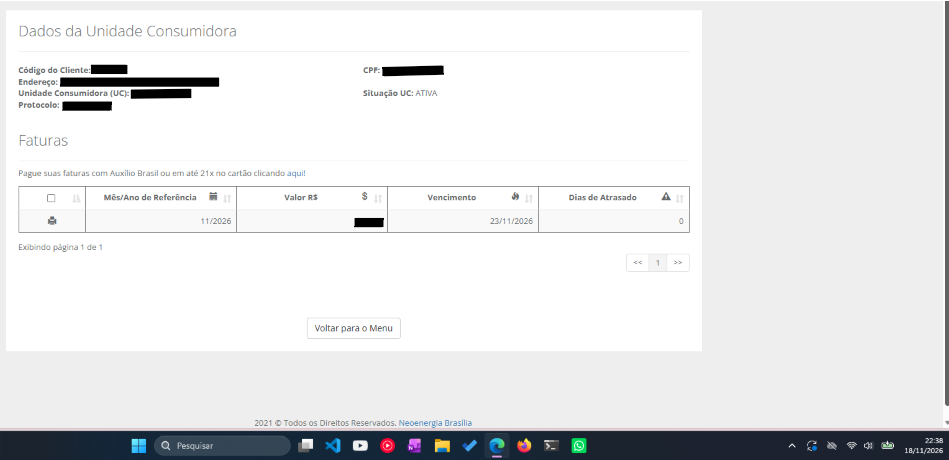 Dados da Unidade Consumidora
Código do Cliente:
CPF:
Endereço:
Unidade Consumidora (UC):
Situação UC: ATIVA
Protocolo:
Faturas
Pague suas faturas com Auxílio Brasil ou em até 21x no cartão clicando aqui!
Mês/Ano de Referência Valor R$ $ Vencimento Dias de Atrasado
11/2026 23/11/2026 0
Exibindo página 1 de 1
<< 1 >>
Voltar para o Menu
2021 © Todos os Direitos Reservados. Neoenergia Brasília
Pesquisar
22:38
18/11/2026